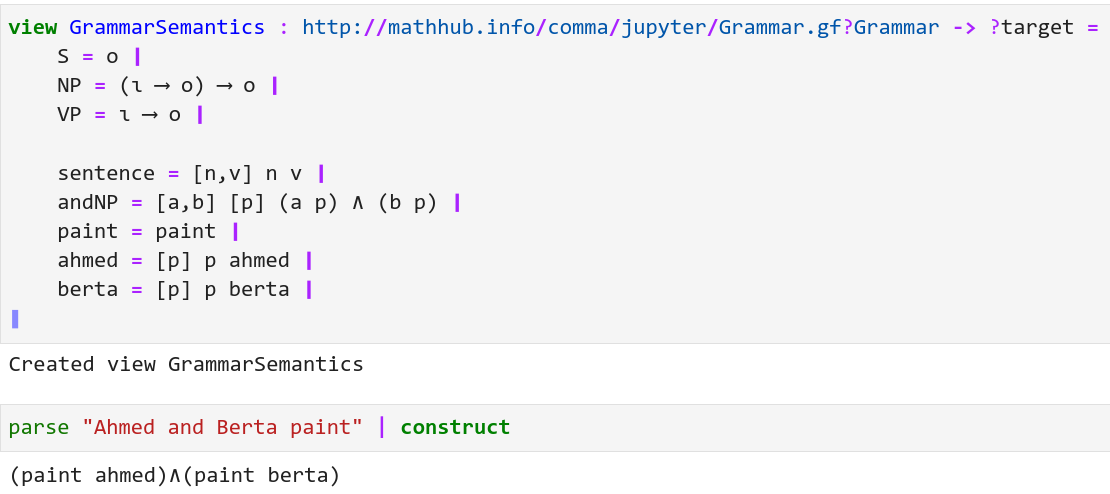 view GrammarSemantics : http://mathhub.info/comma/jupyter/Grammar.gf?Grammar -> ?target =
S = o ❙
NP = (ι → o) → o ❙
VP = ι → o ❙
sentence = [n,v] n v ❙
andNP = [a,b] [p] (a p) ∧ (b p) ❙
paint = paint ❙
ahmed = [p] p ahmed ❙
berta = [p] p berta ❙
❚
Created view GrammarSemantics
parse "Ahmed and Berta paint" | construct
(paint ahmed)∧(paint berta)